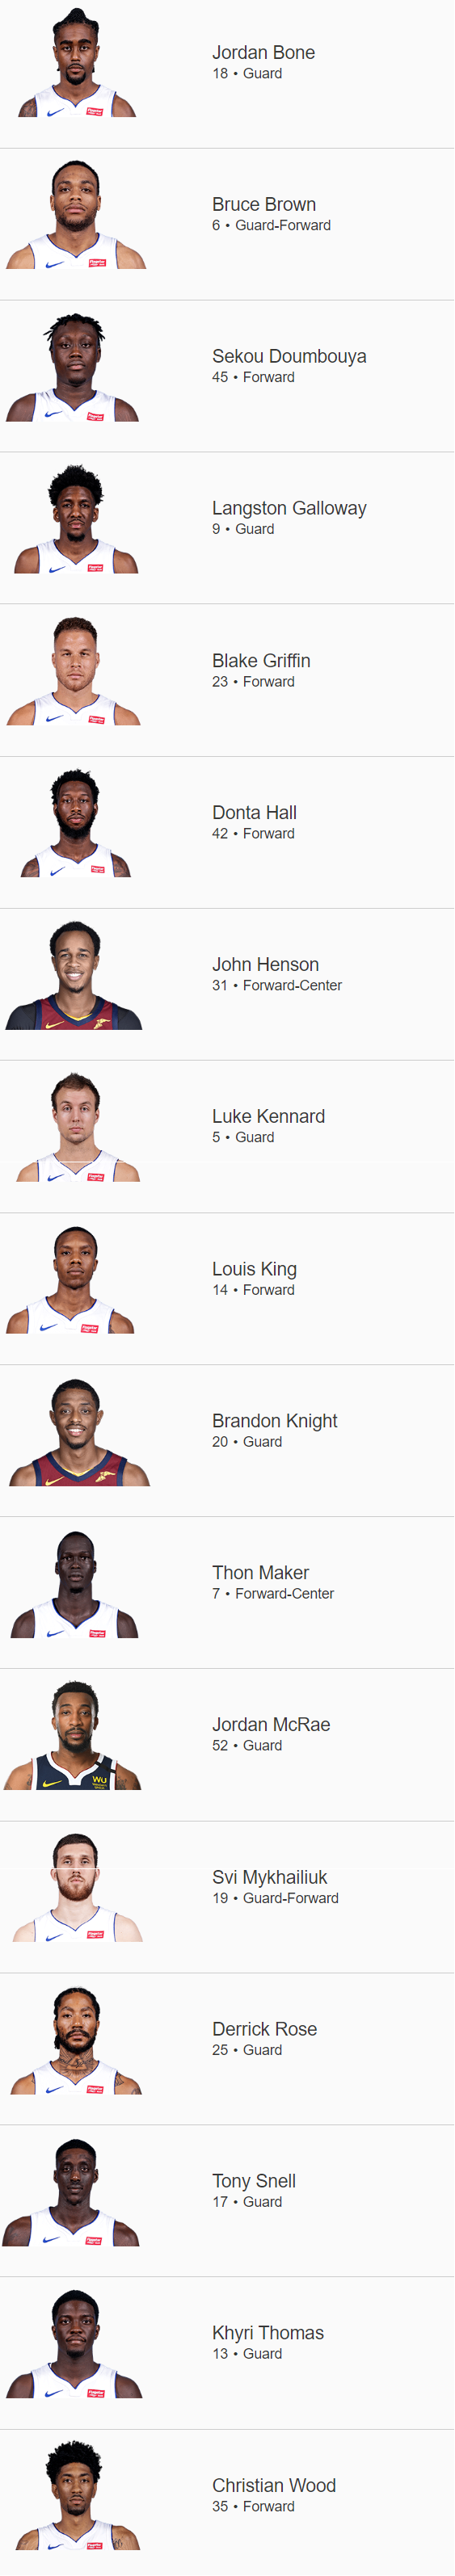 Jordan Bone
18 • Guard
Bruce Brown
6 • Guard-Forward
Sekou Doumbouya
45 • Forward
Langston Galloway
9 • Guard
Blake Griffin
23 • Forward
Donta Hall
42 • Forward
John Henson
31 • Forward-Center
Luke Kennard
5 • Guard
Louis King
14 • Forward
Brandon Knight
20 • Guard
Thon Maker
7 • Forward-Center
Jordan McRae
52 • Guard
WU
Svi Mykhailiuk
19 • Guard-Forward
Derrick Rose
25 • Guard
Tony Snell
17 • Guard
Khyri Thomas
13 • Guard
Christian Wood
35 • Forward